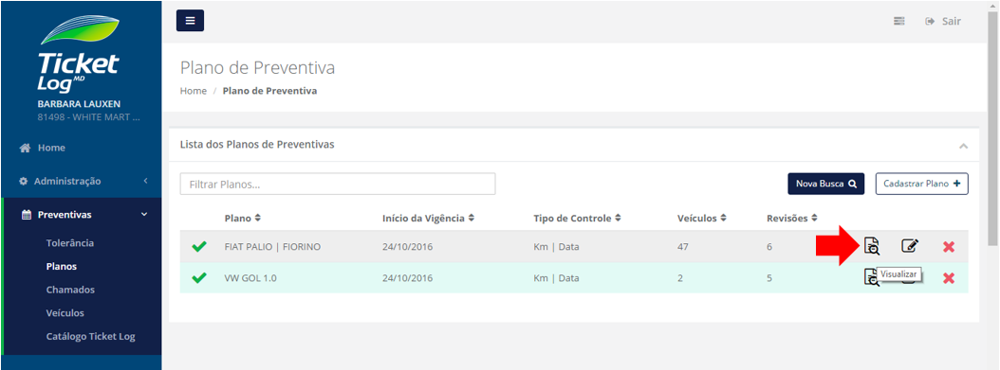 Ticket
Log MD
BARBARA LAUXEN
81498 - WHITE MART ...
Home
Administração
Preventivas
Tolerância
Planos
Chamados
Veículos
Catálogo Ticket Log
Sair
Plano de Preventiva
Home / Plano de Preventiva
Lista dos Planos de Preventivas
Filtrar Planos...
Nova Busca
Cadastrar Plano +
Plano Início da Vigência Tipo de Controle Veículos Revisões
FIAT PALIO | FIORINO 24/10/2016 Km | Data 47 6
VW GOL 1.0 24/10/2016 Km | Data 2 5
Visualizar